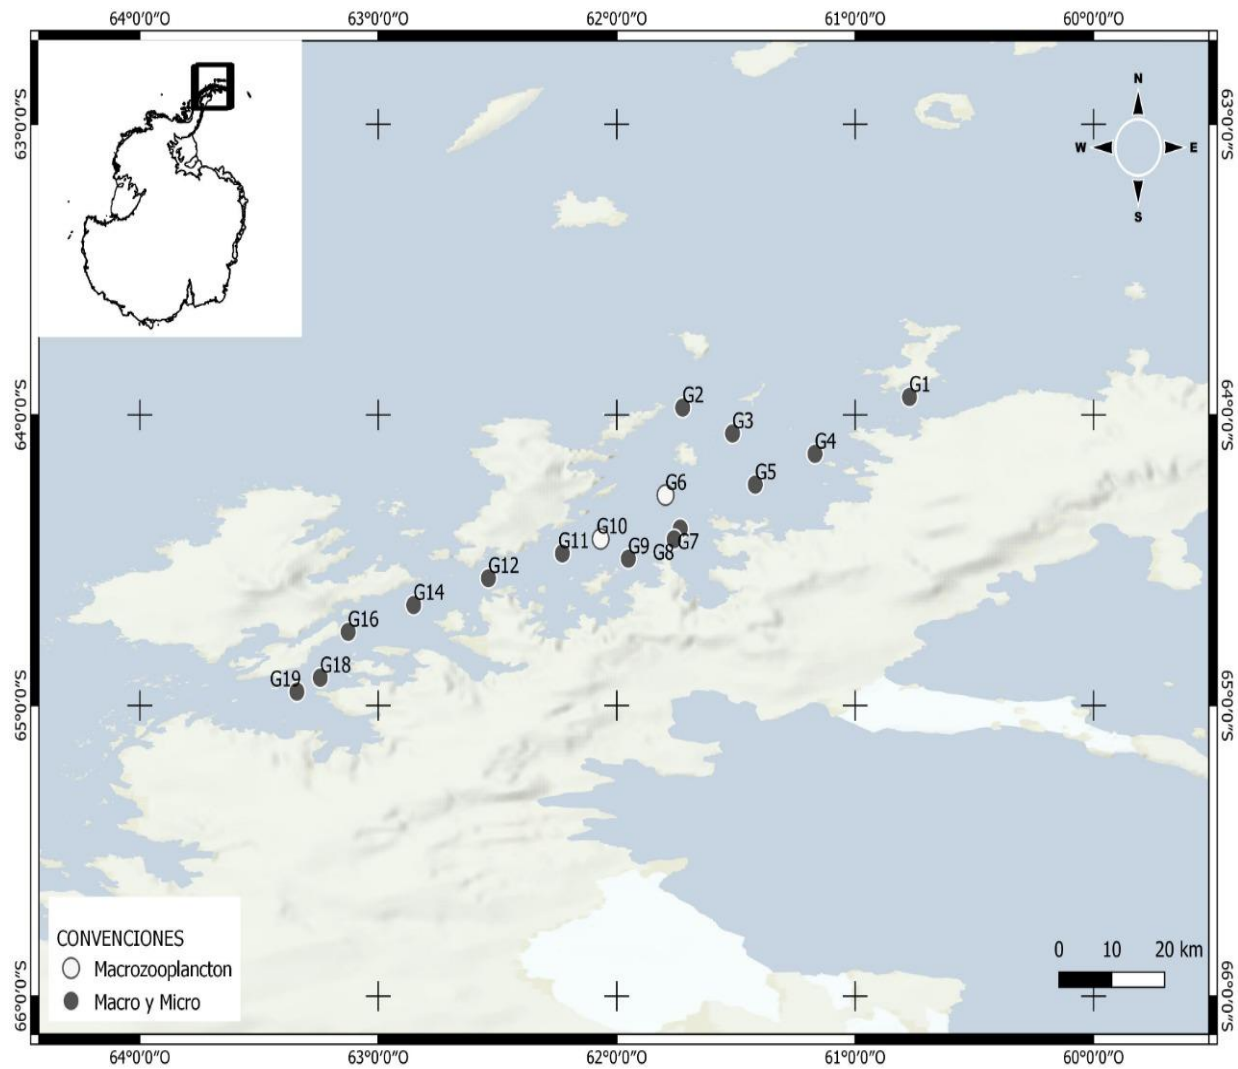 64°0'0"O 63°0'0"O 62°0'0"O 61°0'0"O 60°0'0"O
63°0'0"S 63°0'0"S
N
W E
S
64°0'0"S 64°0'0"S
G1
G2
G3
G4
G5
G6
G10
G7
G11
G9
G8
G12
G14
G16
G18
G19
65°0'0"S 65°0'0"S
CONVENCIONES
Macrozooplancton
Macro y Micro
0 10 20 km
66°0'0"S 66°0'0"S
64°0'0"O 63°0'0"O 62°0'0"O 61°0'0"O 60°0'0"O